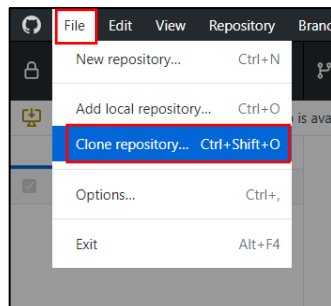 File Edit View Repository Branc
New repository... Ctrl+N
Add local repository... Ctrl+O
is ava
Clone repository... Ctrl+Shift+O
Options... Ctrl+,
Exit Alt+F4